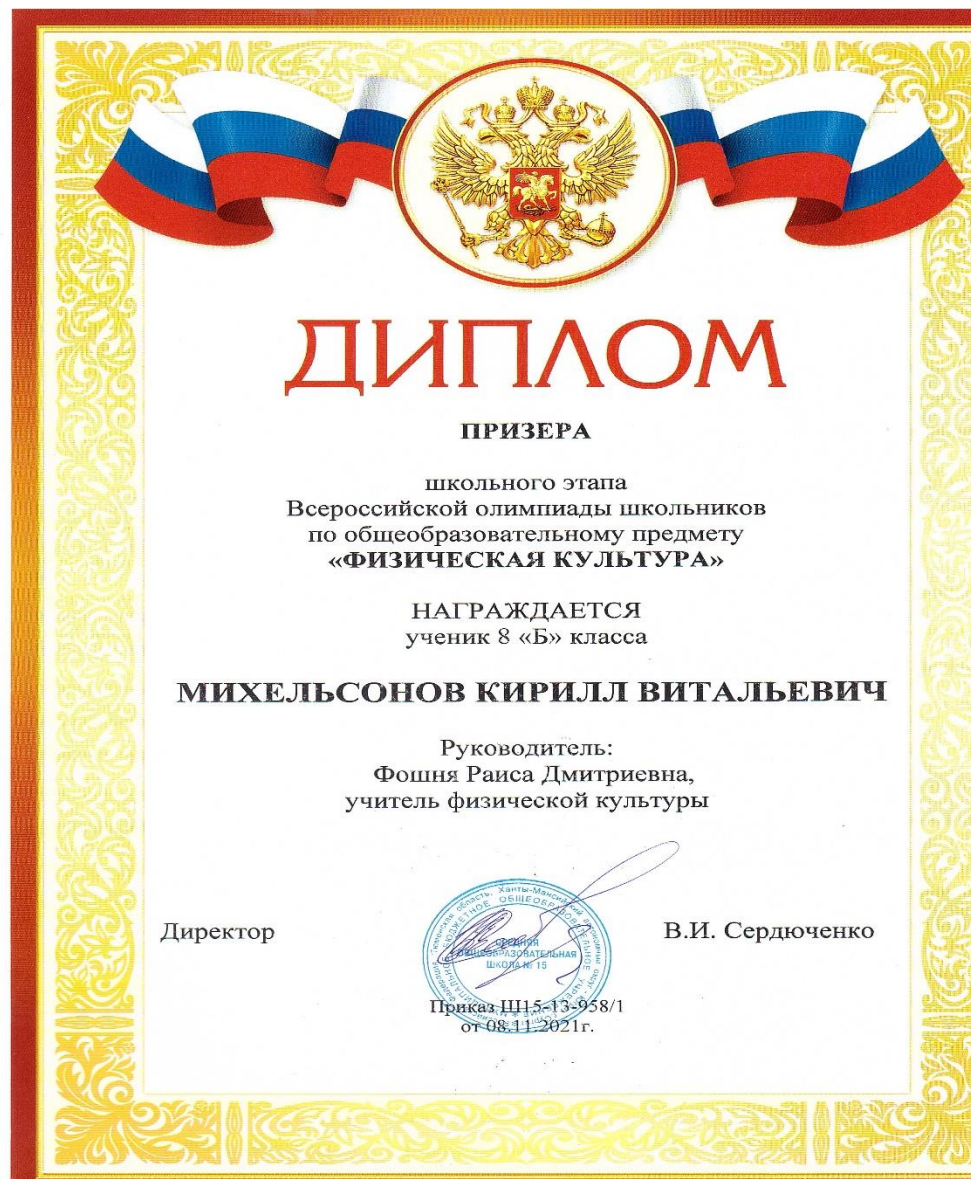 ДИПЛОМ
ПРИЗЕРА
школьного этапа
Всероссийской олимпиады школьников
по общеобразовательному предмету
«ФИЗИЧЕСКАЯ КУЛЬТУРА»
НАГРАЖДАЕТСЯ
ученик 8 «Б» класса
МИХЕЛЬСОНОВ КИРИЛЛ ВИТАЛЬЕВИЧ
Руководитель:
Фошня Раиса Дмитриевна,
учитель физической культуры
Директор
В.И. Сердюченко
СРЕДНЯЯ
ОБЩЕОБРАЗОВАТЕЛЬНАЯ
ШКОЛА № 15
Приказ Ш15-13-958/1
от 08.11.2021г.